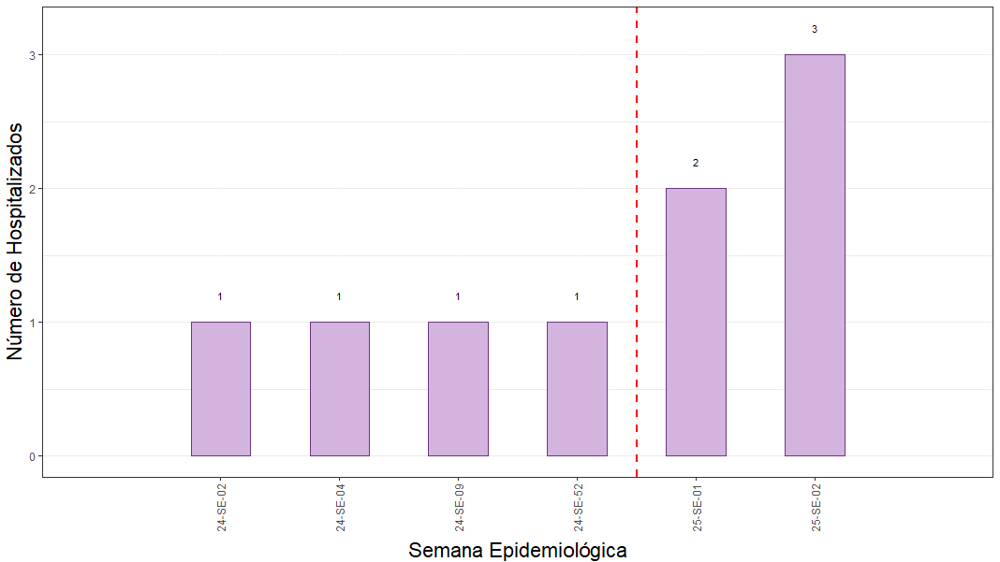 Número de Hospitalizados
3
2
1
0
1
1
1
1
2
3
24-SE-02
24-SE-04
24-SE-09
24-SE-52
25-SE-01
25-SE-02
Semana Epidemiológica